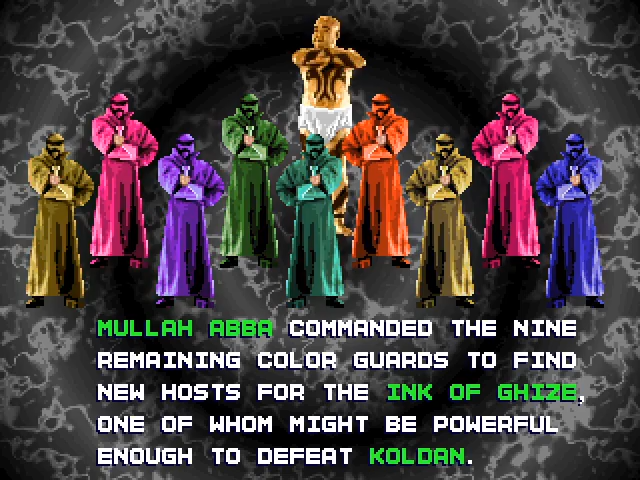 MULLAH ABBA COMMANDED THE NINE
REMAINING COLOR GUARDS TO FIND
NEW HOSTS FOR THE INK OF GHIZE,
ONE OF WHOM MIGHT BE POWERFUL
ENOUGH TO DEFEAT KOLDAN.